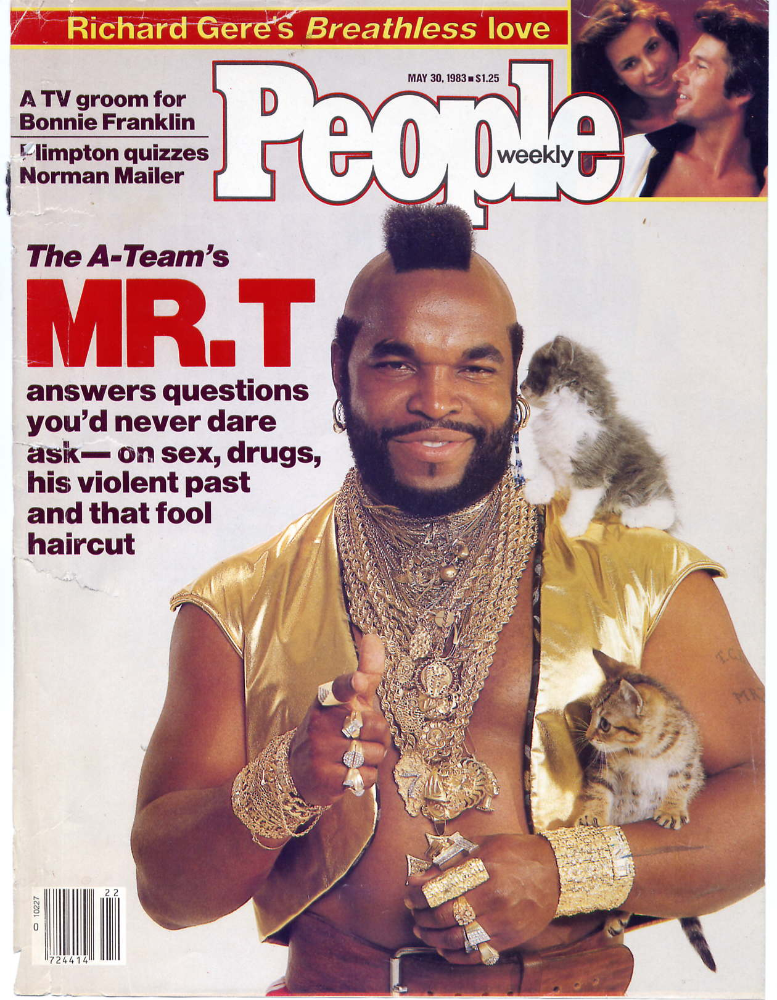 Richard Gere's Breathless love
MAY 30, 1983 ■ $1.25
People
weekly
A TV groom for
Bonnie Franklin
Plimpton quizzes
Norman Mailer
The A-Team's
MR.T
answers questions
you'd never dare
ask— on sex, drugs,
his violent past
and that fool
haircut
22
0 10227
724414